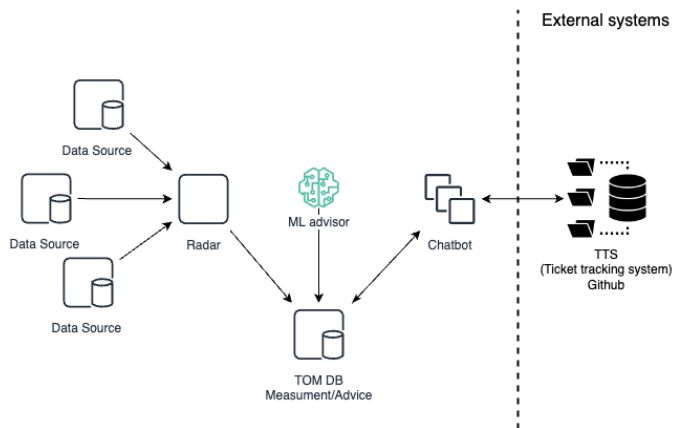 External systems
Data Source
Data Source
Radar
ML advisor
Chatbot
TTS
(Ticket tracking system)
Github
Data Source
TOM DB
Measument/Advice